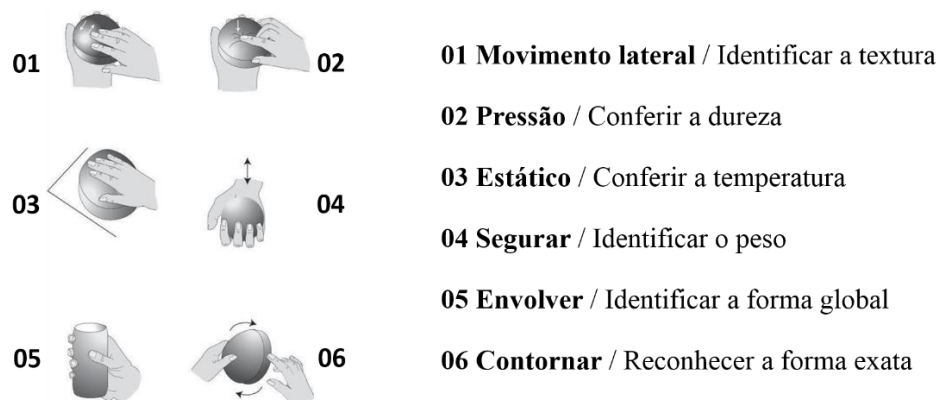 01
02
03
04
05
06
01 Movimento lateral / Identificar a textura
02 Pressão / Conferir a dureza
03 Estático / Conferir a temperatura
04 Segurar / Identificar o peso
05 Envolver / Identificar a forma global
06 Contornar / Reconhecer a forma exata